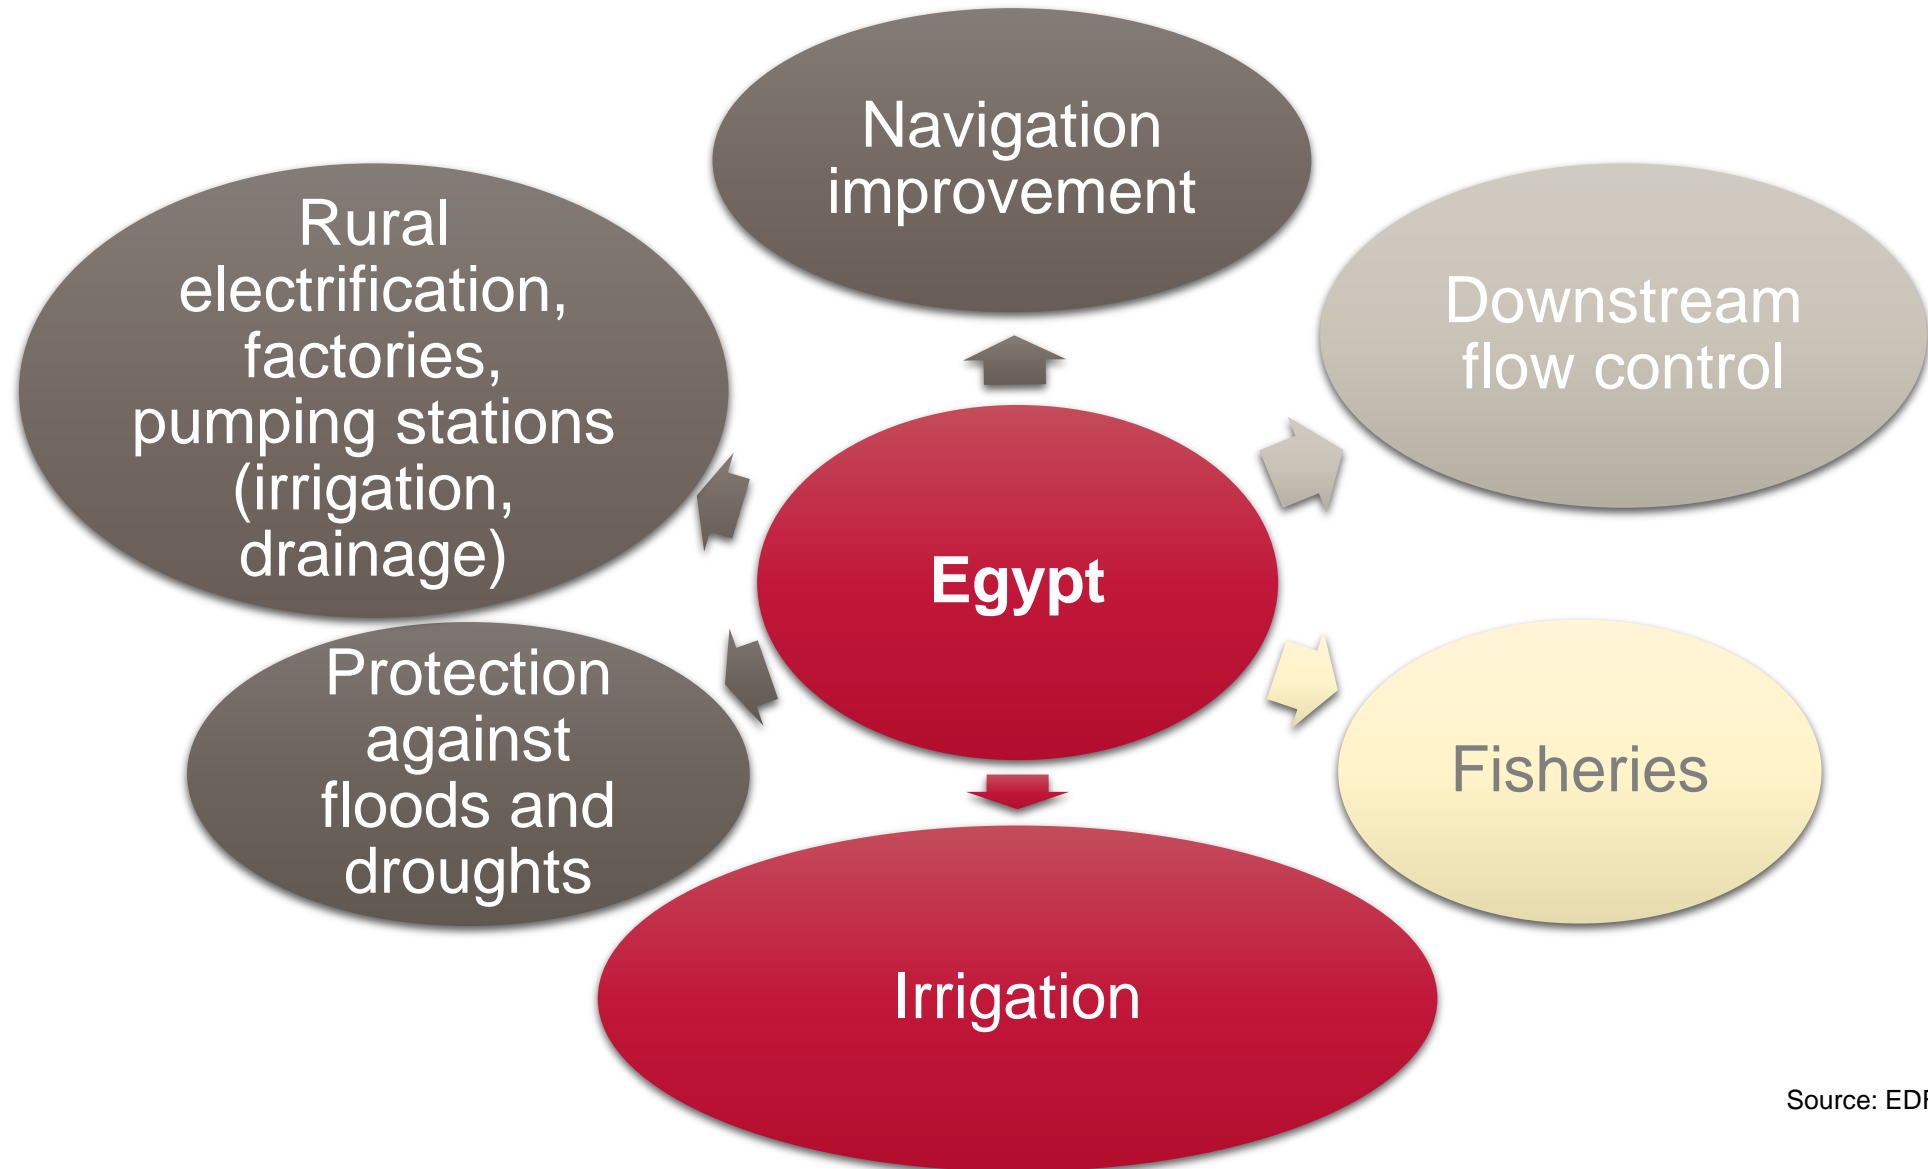 Navigation
improvement
Downstream
flow control
Fisheries
Irrigation
Protection
against
floods and
droughts
Rural
electrification,
factories,
pumping stations
(irrigation,
drainage)
Egypt
Source: